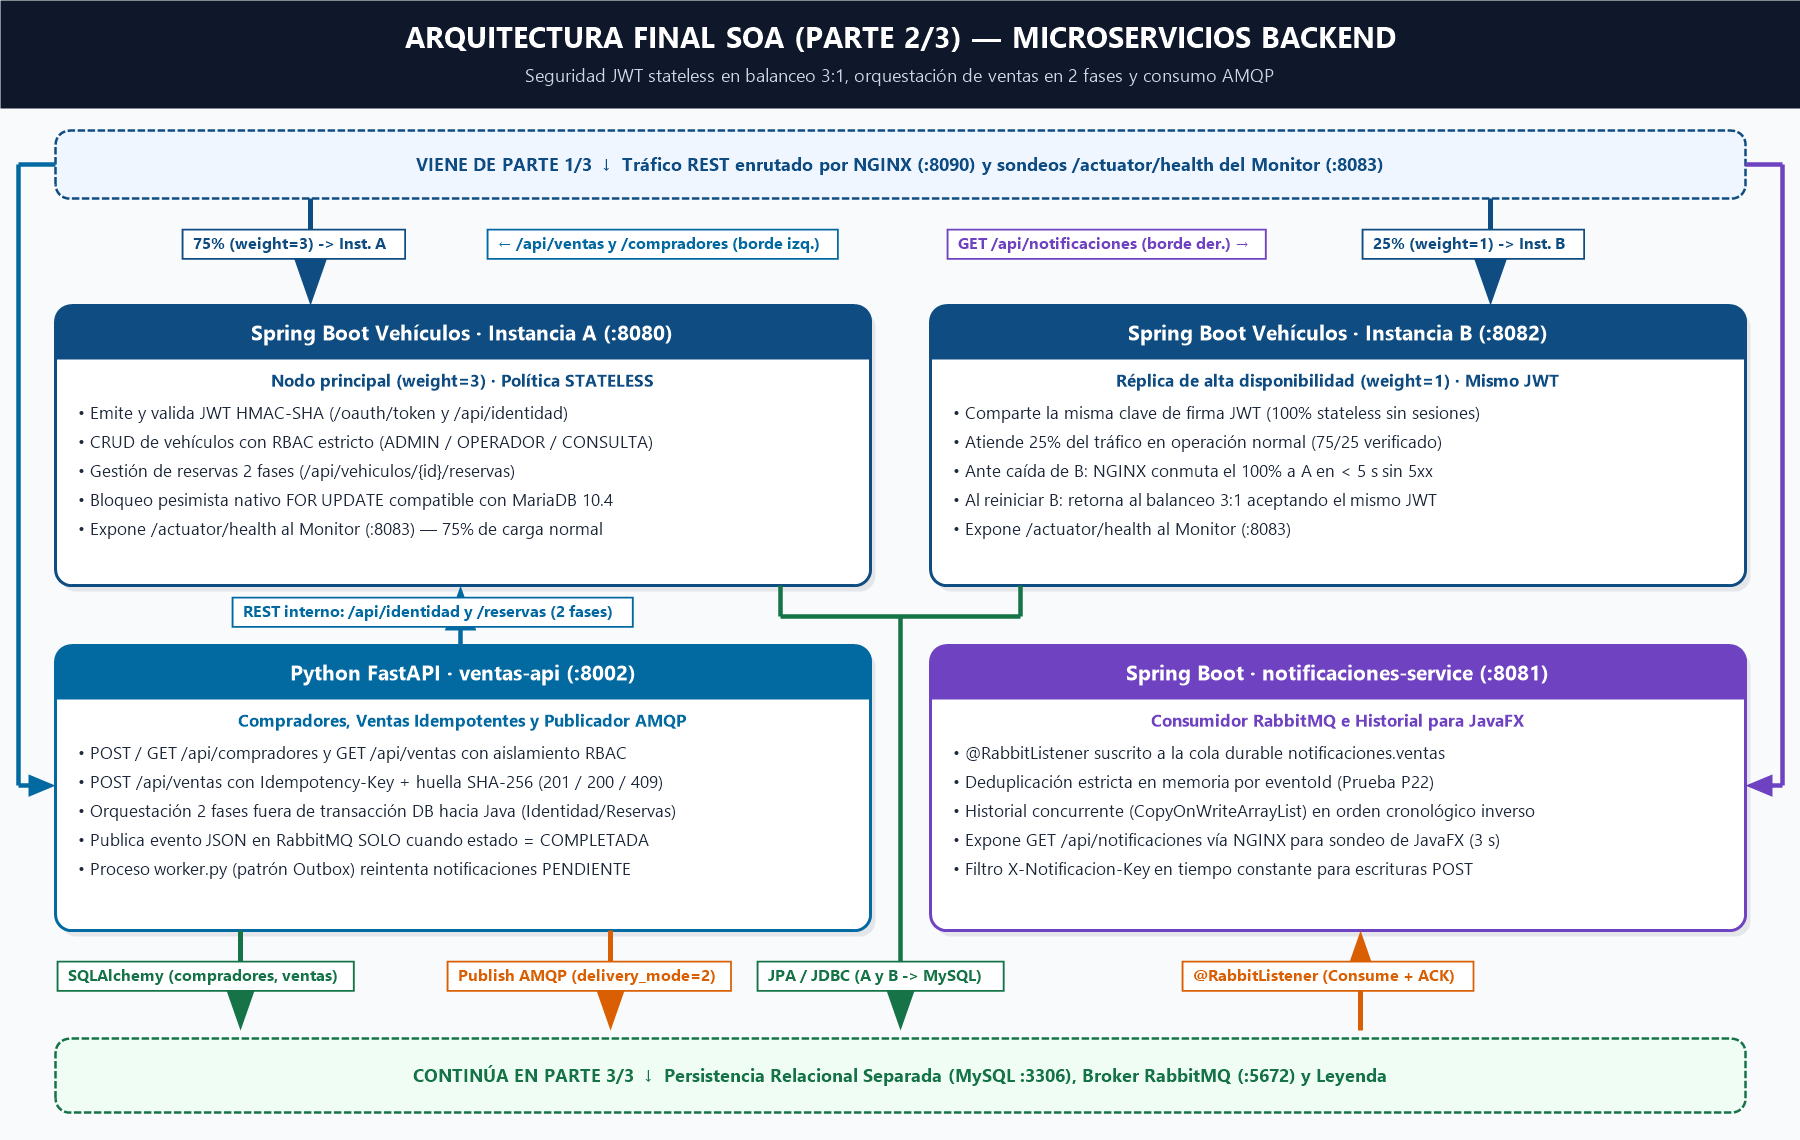 ARQUITECTURA FINAL SOA (PARTE 2/3) — MICROSERVICIOS BACKEND
Seguridad JWT stateless en balanceo 3:1, orquestación de ventas en 2 fases y consumo AMQP
VIENE DE PARTE 1/3 ↓ Tráfico REST enrutado por NGINX (:8090) y sondeos /actuator/health del Monitor (:8083)
75% (weight=3) -> Inst. A
← /api/ventas y /compradores (borde izq.)
GET /api/notificaciones (borde der.) →
25% (weight=1) -> Inst. B
Spring Boot Vehículos · Instancia A (:8080)
Nodo principal (weight=3) · Política STATELESS
• Emite y valida JWT HMAC-SHA (/oauth/token y /api/identidad)
• CRUD de vehículos con RBAC estricto (ADMIN / OPERADOR / CONSULTA)
• Gestión de reservas 2 fases (/api/vehiculos/{id}/reservas)
• Bloqueo pesimista nativo FOR UPDATE compatible con MariaDB 10.4
• Expone /actuator/health al Monitor (:8083) — 75% de carga normal
Spring Boot Vehículos · Instancia B (:8082)
Réplica de alta disponibilidad (weight=1) · Mismo JWT
• Comparte la misma clave de firma JWT (100% stateless sin sesiones)
• Atiende 25% del tráfico en operación normal (75/25 verificado)
• Ante caída de B: NGINX conmuta el 100% a A en < 5 s sin 5xx
• Al reiniciar B: retorna al balanceo 3:1 aceptando el mismo JWT
• Expone /actuator/health al Monitor (:8083)
REST interno: /api/identidad y /reservas (2 fases)
Python FastAPI · ventas-api (:8002)
Compradores, Ventas Idempotentes y Publicador AMQP
• POST / GET /api/compradores y GET /api/ventas con aislamiento RBAC
• POST /api/ventas con Idempotency-Key + huella SHA-256 (201 / 200 / 409)
• Orquestación 2 fases fuera de transacción DB hacia Java (Identidad/Reservas)
• Publica evento JSON en RabbitMQ SOLO cuando estado = COMPLETADA
• Proceso worker.py (patrón Outbox) reintenta notificaciones PENDIENTE
Spring Boot · notificaciones-service (:8081)
Consumidor RabbitMQ e Historial para JavaFX
• @RabbitListener suscrito a la cola durable notificaciones.ventas
• Deduplicación estricta en memoria por eventoId (Prueba P22)
• Historial concurrente (CopyOnWriteArrayList) en orden cronológico inverso
• Expone GET /api/notificaciones vía NGINX para sondeo de JavaFX (3 s)
• Filtro X-Notificacion-Key en tiempo constante para escrituras POST
SQLAlchemy (compradores, ventas)
Publish AMQP (delivery_mode=2)
JPA / JDBC (A y B -> MySQL)
@RabbitListener (Consume + ACK)
CONTINÚA EN PARTE 3/3 ↓ Persistencia Relacional Separada (MySQL :3306), Broker RabbitMQ (:5672) y Leyenda